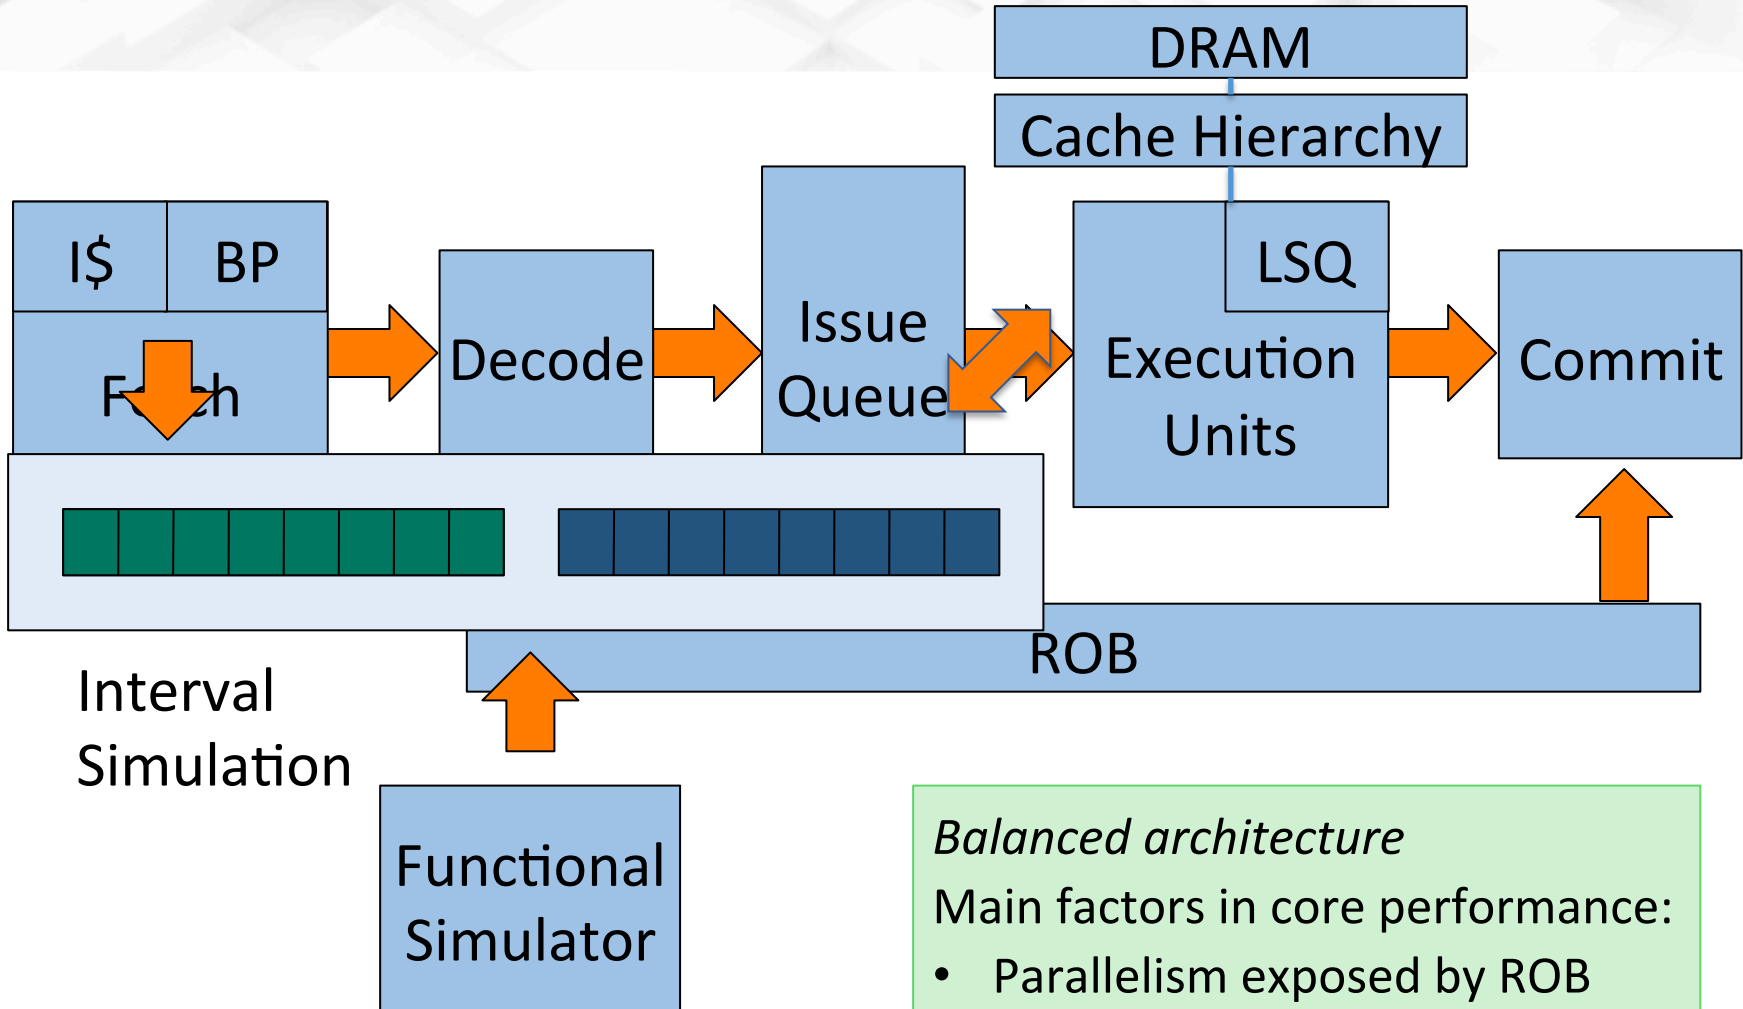 DRAM
Cache Hierarchy
I$
BP
LSQ
Decode
Issue
Queue
Execution
Units
Commit
ROB
Interval
Simulation
Functional
Simulator
Balanced architecture
Main factors in core performance:
• Parallelism exposed by ROB